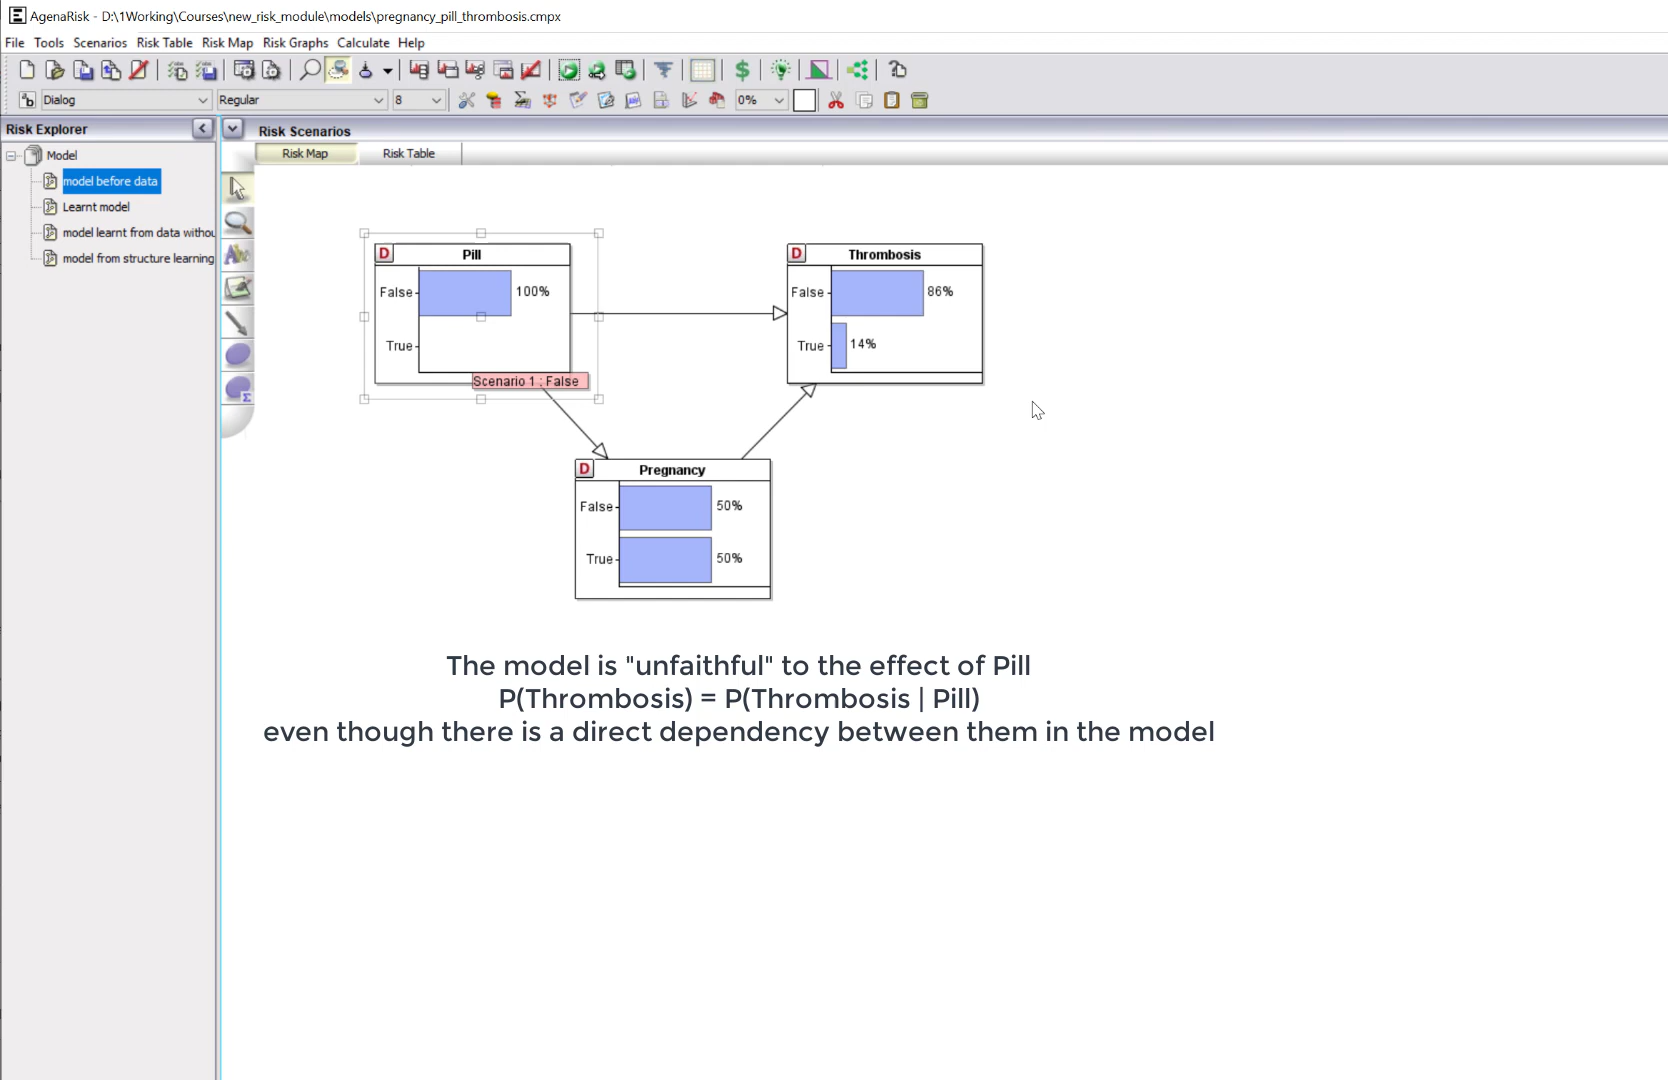 AgenaRisk - D:\1Working\Courses\new_risk_module\models\pregnancy_pill_thrombosis.cmpx
File Tools Scenarios Risk Table Risk Map Risk Graphs Calculate Help
Dialog Regular 8 0%
Risk Explorer
Model
model before data
Learnt model
model learnt from data withou
model from structure learning
Risk Scenarios
Risk Map Risk Table
D Pill
False 100%
True
Scenario 1 : False
D Thrombosis
False 86%
True 14%
D Pregnancy
False 50%
True 50%
The model is "unfaithful" to the effect of Pill
P(Thrombosis) = P(Thrombosis | Pill)
even though there is a direct dependency between them in the model